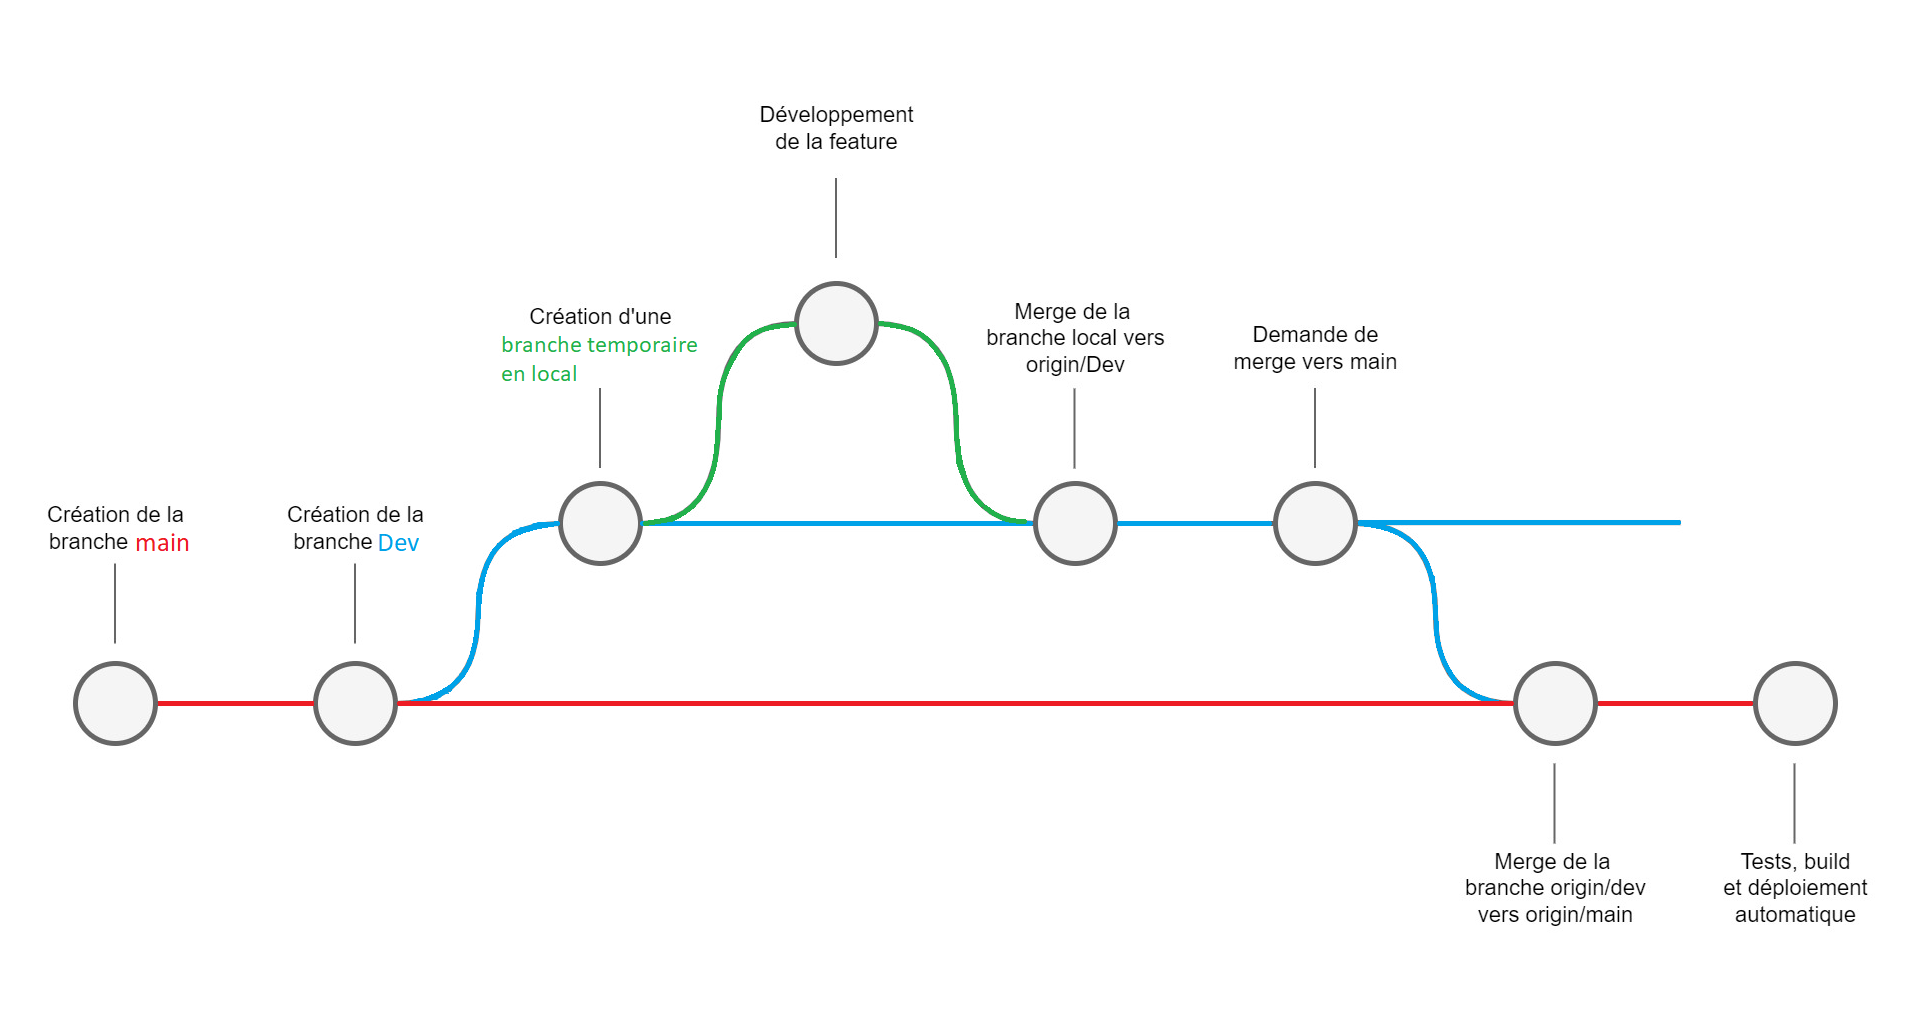 Développement
de la feature
Création d'une
branche temporaire
en local
Merge de la
branche local vers
origin/Dev
Demande de
merge vers main
Création de la
branche main
Création de la
branche Dev
Merge de la
branche origin/dev
vers origin/main
Tests, build
et déploiement
automatique